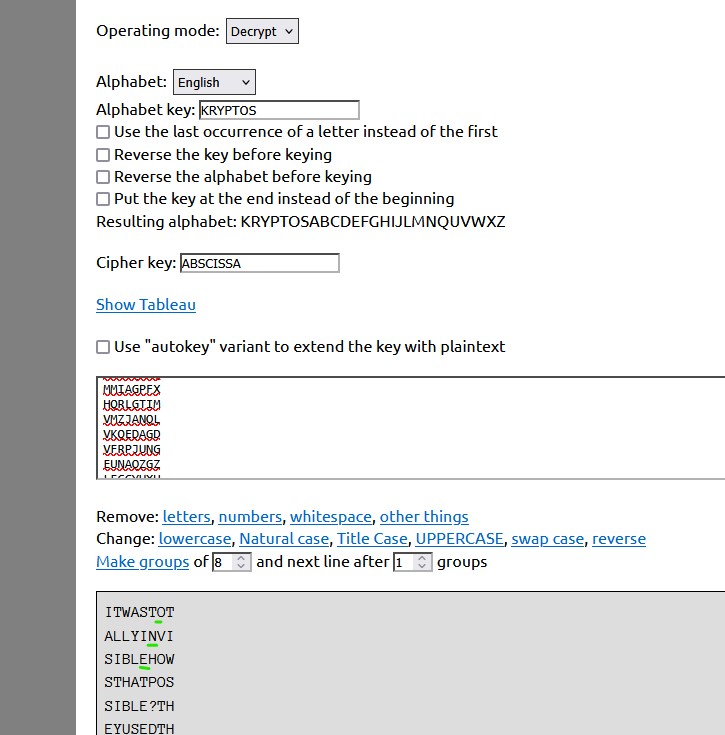 Operating mode: Decrypt
Alphabet: English
Alphabet key: KRYPTOS
Use the last occurrence of a letter instead of the first
Reverse the key before keying
Reverse the alphabet before keying
Put the key at the end instead of the beginning
Resulting alphabet: KRYPTOSABCDEFGHIJLMNQUVWXZ
Cipher key: ABSCISSA
Show Tableau
Use "autokey" variant to extend the key with plaintext
MMIAGPFX
HQRLGTIM
VMZJANQL
VKQEDAGD
VFRPJUNG
EUNAQZGZ
Remove: letters, numbers, whitespace, other things
Change: lowercase, Natural case, Title Case, UPPERCASE, swap case, reverse
Make groups of 8 and next line after 1 groups
ITWASTOT
ALLYINVI
SIBLEHOW
STHATPOS
SIBLE?TH
EYUSEDTH